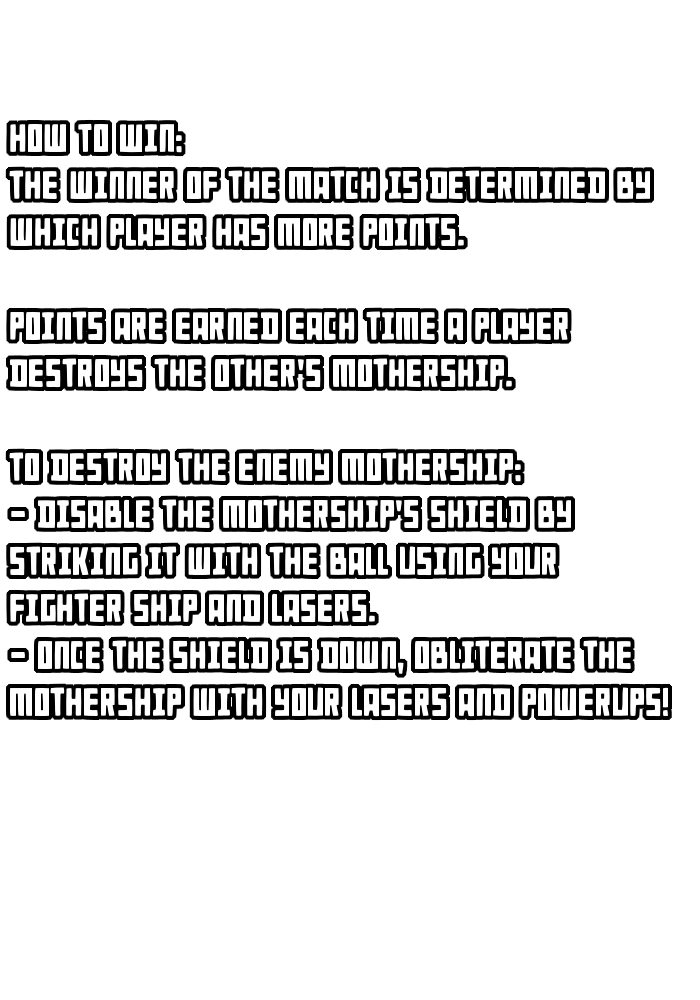 HOW TO WIN:
THE WINNER OF THE MATCH IS DETERMINED BY
WHICH PLAYER HAS MORE POINTS.
POINTS ARE EARNED EACH TIME A PLAYER
DESTROYS THE OTHER'S MOTHERSHIP.
TO DESTROY THE ENEMY MOTHERSHIP:
- DISABLE THE MOTHERSHIP'S SHIELD BY
STRIKING IT WITH THE BALL USING YOUR
FIGHTER SHIP AND LASERS.
- ONCE THE SHIELD IS DOWN, OBLITERATE THE
MOTHERSHIP WITH YOUR LASERS AND POWERUPS!